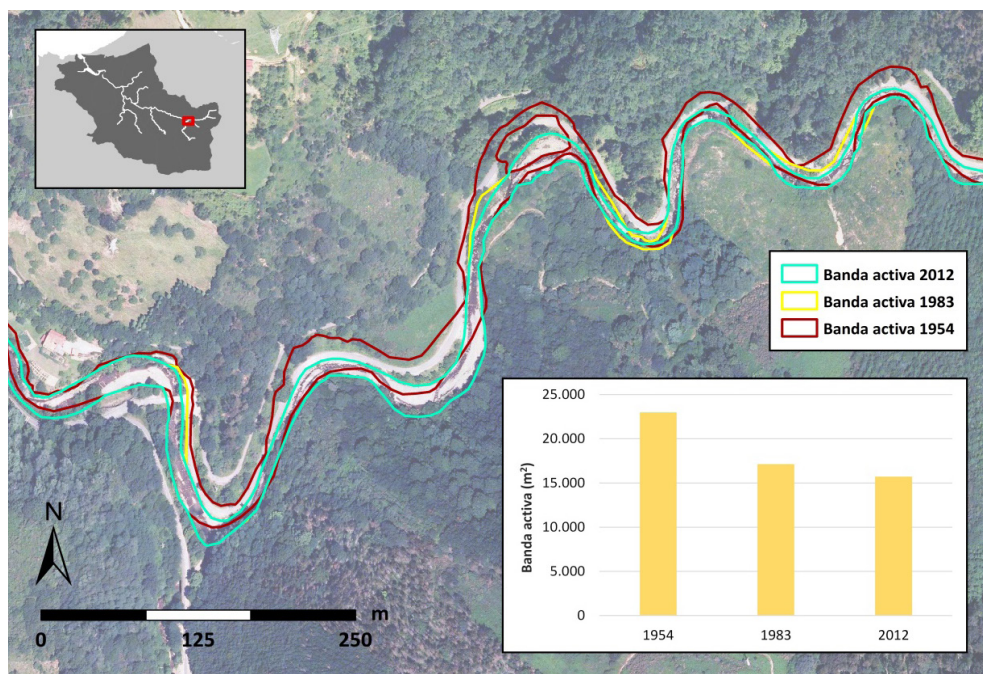 Banda activa 2012
Banda activa 1983
Banda activa 1954
25.000
20.000
15.000
10.000
5.000
0
Banda activa (m²)
1954
1983
2012
N
m
0
125
250